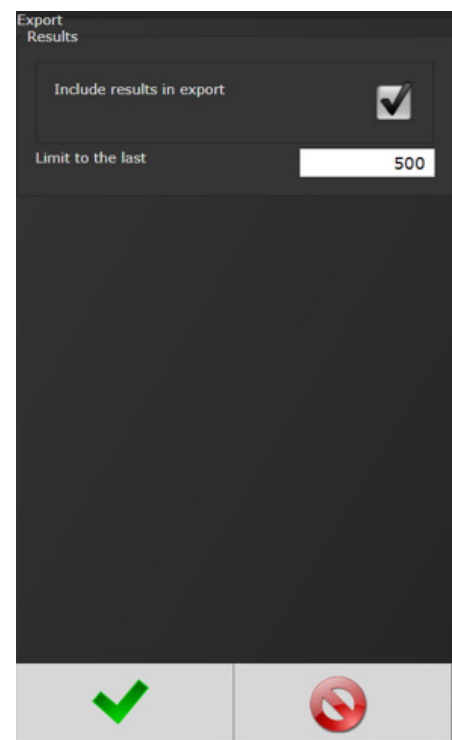 Export
Results
Include results in export
Limit to the last
500